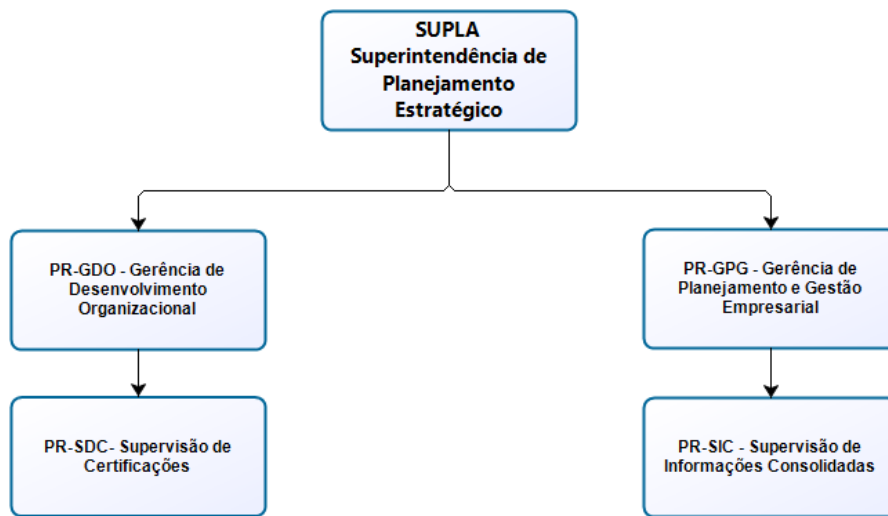 SUPLA
Superintendência de
Planejamento
Estratégico
PR-GDO - Gerência de
Desenvolvimento
Organizacional
PR-GPG - Gerência de
Planejamento e Gestão
Empresarial
PR-SDC- Supervisão de
Certificações
PR-SIC - Supervisão de
Informações Consolidadas